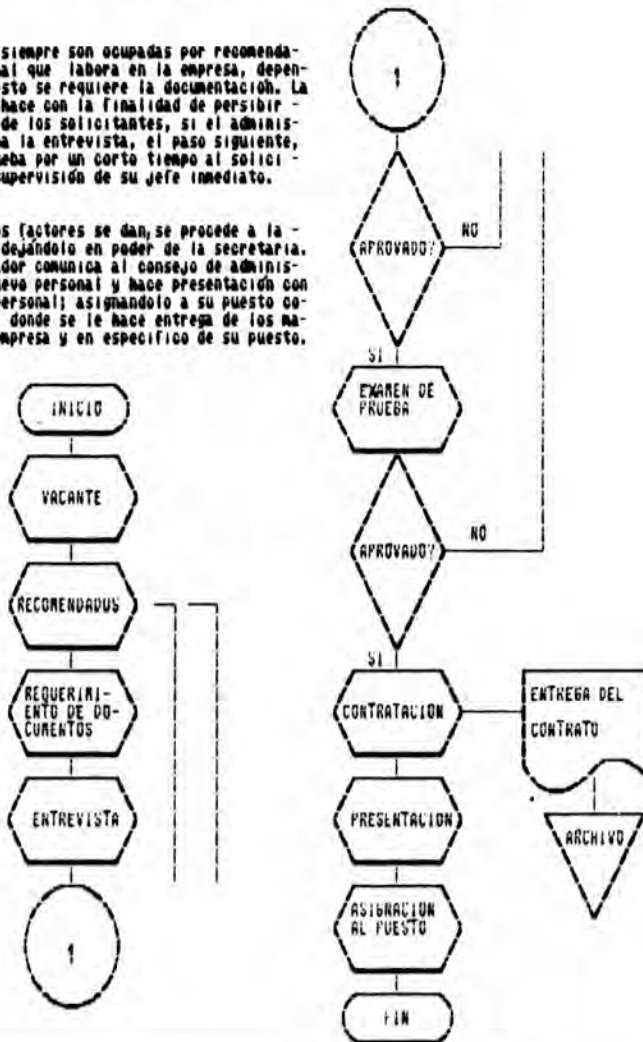 siempre son ocupadas por recomenda-
al que labora en la empresa, depen-
sto se requiere la documentación. La
hace con la finalidad de persibir -
de los solicitantes, si el adminis-
a la entrevista, el paso siguiente,
eba por un corto tiempo al solici -
supervisión de su jefe inmediato.
os factores se dan, se procede a la -
dejándolo en poder de la secretaria.
dor comunica al consejo de adminis-
evo personal y hace presentación con
personal; asignandolo a su puesto co-
donde se le hace entrega de los ma-
mpresa y en especifico de su puesto.
INICIO
VACANTE
RECOMENDADOS
REQUERIMI-
ENTO DE DO-
CUMENTOS
ENTREVISTA
1
1
APROVADO?
NO
SI
EXAMEN DE
PRUEBA
APROVADO?
NO
SI
CONTRATACION
ENTREGA DEL
CONTRATO
ARCHIVO
PRESENTACION
ASIGNACION
AL PUESTO
FIN